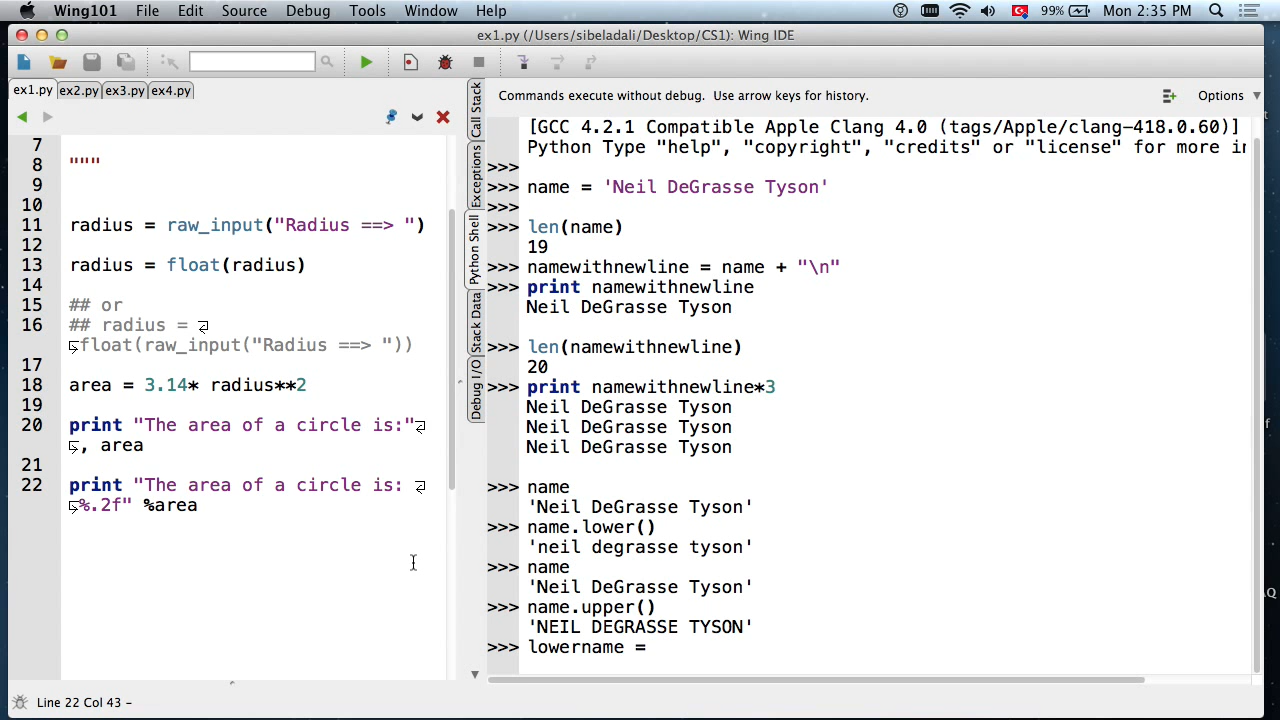 Wing101 File Edit Source Debug Tools Window Help 99% Mon 2:35 PM
ex1.py (/Users/sibeladali/Desktop/CS1): Wing IDE
ex1.py ex2.py ex3.py ex4.py
7
8 """
9
10
11 radius = raw_input("Radius ==> ")
12
13 radius = float(radius)
14
15 ## or
16 ## radius =
float(raw_input("Radius ==> "))
17
18 area = 3.14* radius**2
19
20 print "The area of a circle is:"
, area
21
22 print "The area of a circle is:
%.2f" %area
Line 22 Col 43 -
Call Stack
Exceptions
Python Shell
Stack Data
Debug I/O
Commands execute without debug. Use arrow keys for history.
Options
[GCC 4.2.1 Compatible Apple Clang 4.0 (tags/Apple/clang-418.0.60)]
Python Type "help", "copyright", "credits" or "license" for more in
>>>
>>> name = 'Neil DeGrasse Tyson'
>>>
>>> len(name)
19
>>> namewithnewline = name + "\n"
>>> print namewithnewline
Neil DeGrasse Tyson
>>> len(namewithnewline)
20
>>> print namewithnewline*3
Neil DeGrasse Tyson
Neil DeGrasse Tyson
Neil DeGrasse Tyson
>>> name
'Neil DeGrasse Tyson'
>>> name.lower()
'neil degrasse tyson'
>>> name
'Neil DeGrasse Tyson'
>>> name.upper()
'NEIL DEGRASSE TYSON'
>>> lowername =